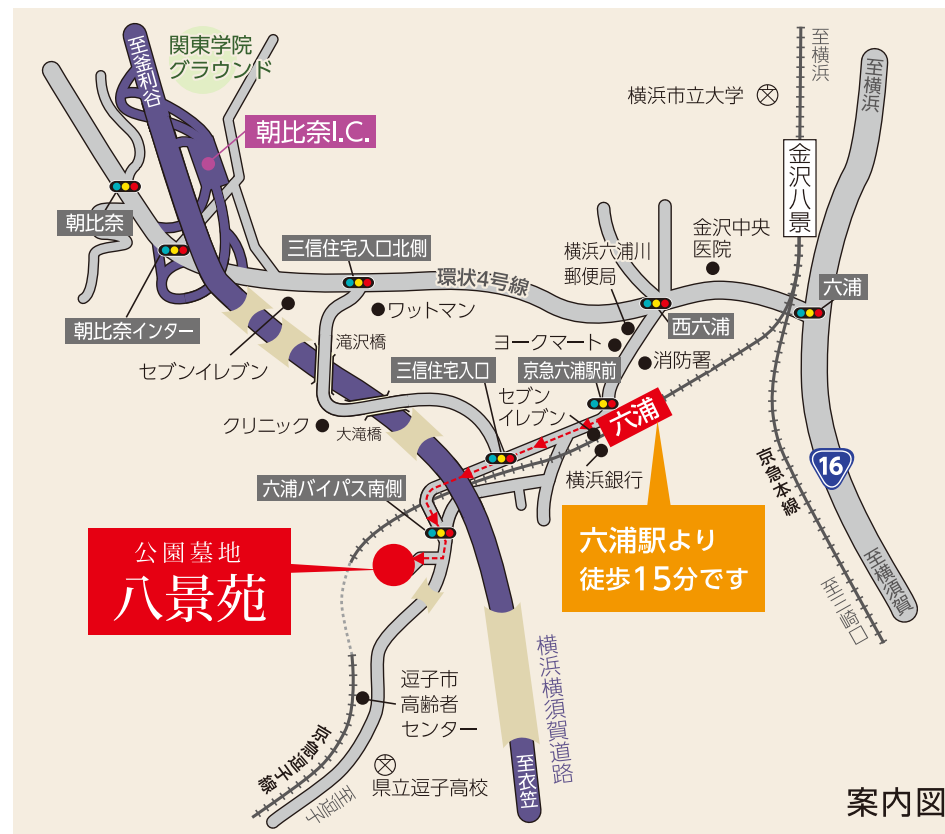 至釜利谷
関東学院
グラウンド
至横浜
横浜市立大学
至横浜
朝比奈I.C.
金沢八景
朝比奈
金沢中央
医院
三信住宅入口北側
横浜六浦川
郵便局
環状4号線
六浦
朝比奈インター
ワットマン
西六浦
滝沢橋
ヨークマート
セブンイレブン
三信住宅入口
京急六浦駅前
消防署
セブン
イレブン
六浦
クリニック
大滝橋
京急本線
16
横浜銀行
六浦バイパス南側
六浦駅より
徒歩15分です
公園墓地
八景苑
至横須賀
至三崎口
横浜横須賀道路
逗子市
高齢者
センター
京急逗子線
至衣笠
県立逗子高校
至逗子
案内図